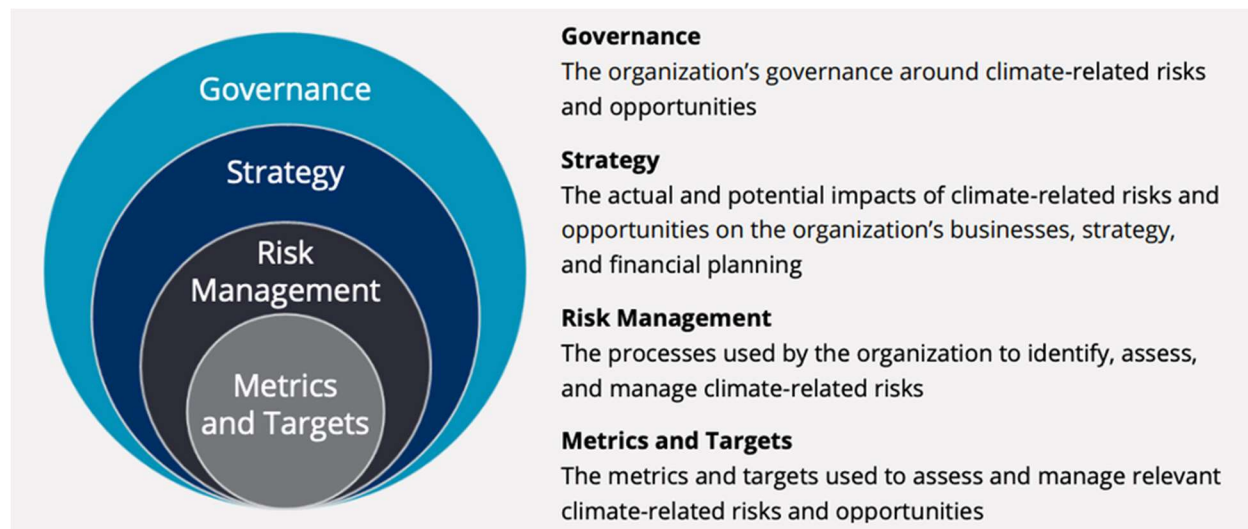 Governance
Strategy
Risk
Management
Metrics
and Targets
Governance
The organization’s governance around climate-related risks
and opportunities
Strategy
The actual and potential impacts of climate-related risks and
opportunities on the organization’s businesses, strategy,
and financial planning
Risk Management
The processes used by the organization to identify, assess,
and manage climate-related risks
Metrics and Targets
The metrics and targets used to assess and manage relevant
climate-related risks and opportunities